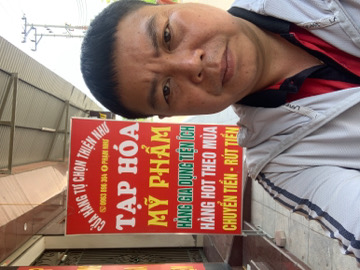 CỬA HÀNG TỰ CHỌN THIỆN NHƯ
TẠP HÓA
MỸ PHẨM
HÀNG GIA DỤNG TIỆN ÍCH
HÀNG HOT THEO MÙA
CHUYỂN TIỀN - RÚT TIỀN